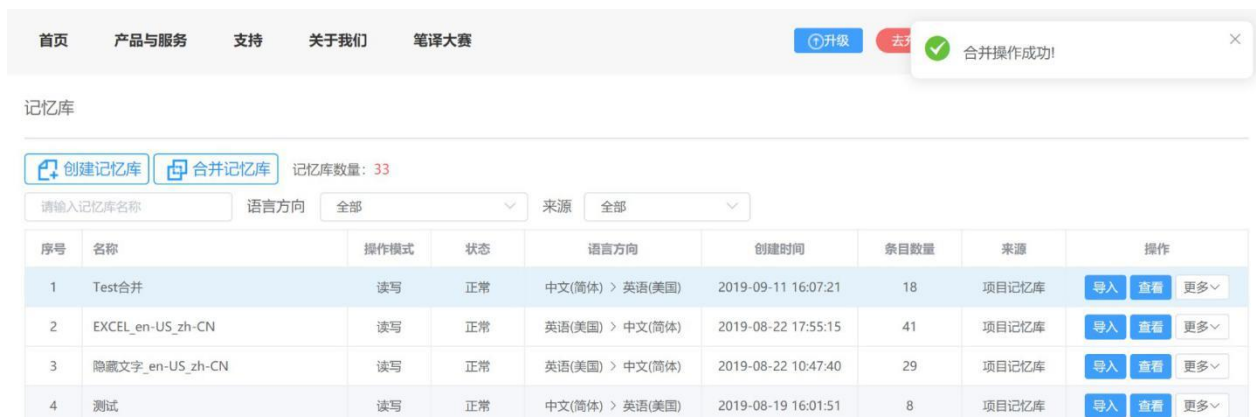 首页 产品与服务 支持 关于我们 笔译大赛 升级 去
合并操作成功!
记忆库
创建记忆库 合并记忆库 记忆库数量: 33
请输入记忆库名称 语言方向 全部 来源 全部
序号 名称 操作模式 状态 语言方向 创建时间 条目数量 来源 操作
1 Test合并 读写 正常 中文(简体) > 英语(美国) 2019-09-11 16:07:21 18 项目记忆库 导入 查看 更多
2 EXCEL_en-US_zh-CN 读写 正常 英语(美国) > 中文(简体) 2019-08-22 17:55:15 41 项目记忆库 导入 查看 更多
3 隐藏文字_en-US_zh-CN 读写 正常 英语(美国) > 中文(简体) 2019-08-22 10:47:40 29 项目记忆库 导入 查看 更多
4 测试 读写 正常 中文(简体) > 英语(美国) 2019-08-19 16:01:51 8 项目记忆库 导入 查看 更多